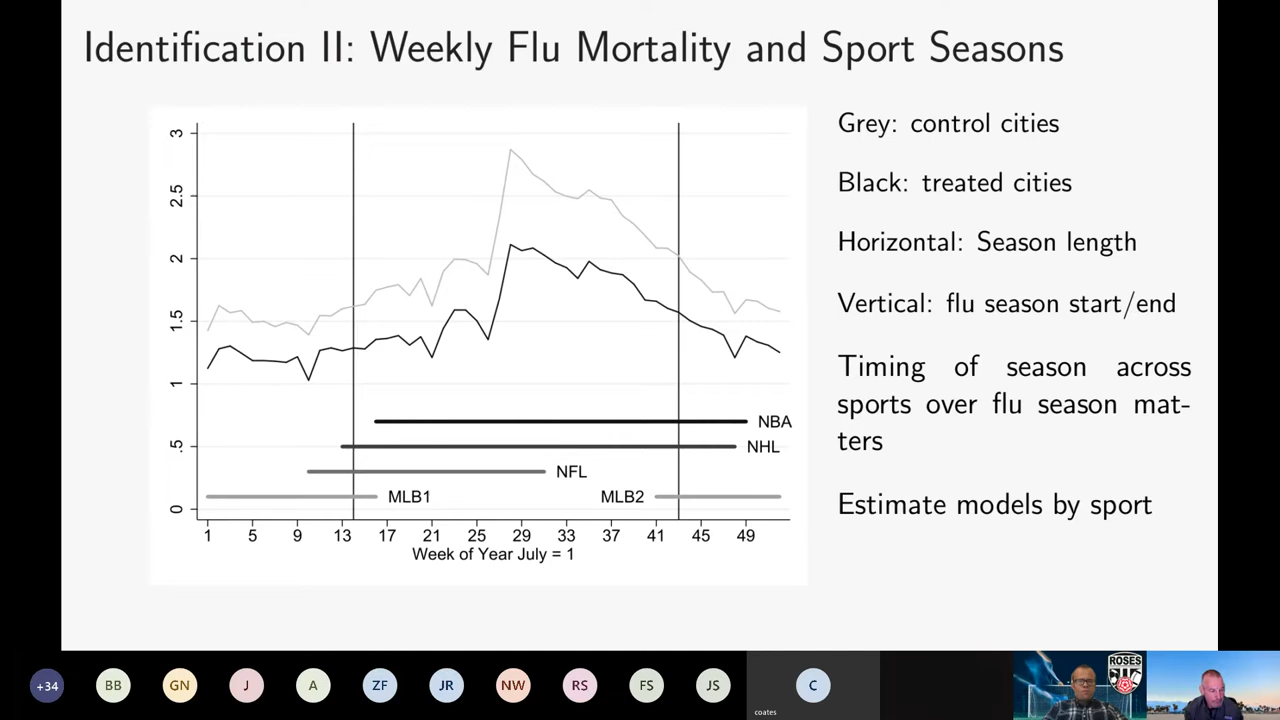 Identification II: Weekly Flu Mortality and Sport Seasons
3
2.5
2
1.5
1
.5
0
NBA
NHL
NFL
MLB1
MLB2
1 5 9 13 17 21 25 29 33 37 41 45 49
Week of Year July = 1
Grey: control cities
Black: treated cities
Horizontal: Season length
Vertical: flu season start/end
Timing of season across
sports over flu season mat-
ters
Estimate models by sport
+34
BB
GN
J
A
ZF
JR
NW
RS
FS
JS
C
coates
ROSES